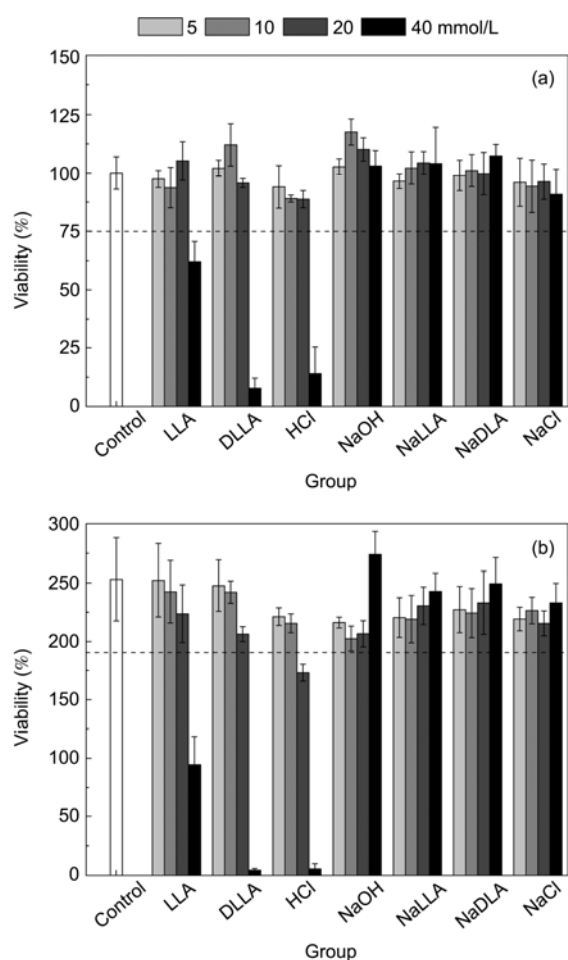 5 10 20 40 mmol/L
(a)
150
125
100
75
50
25
0
Viability (%)
Control LLA DLLA HCl NaOH NaLLA NaDLA NaCl
Group
(b)
300
250
200
150
100
50
0
Viability (%)
Control LLA DLLA HCl NaOH NaLLA NaDLA NaCl
Group